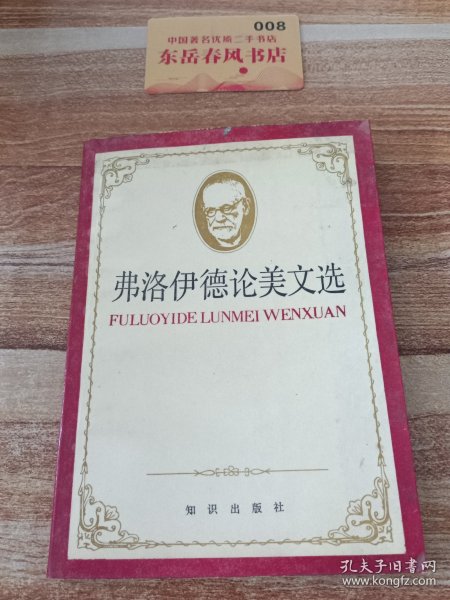 008
中国著名优质二手书店
东岳春风书店
弗洛伊德论美文选
FULUOYIDE LUNMEI WENXUAN
知识出版社
孔夫子旧书网
www.kongfz.com